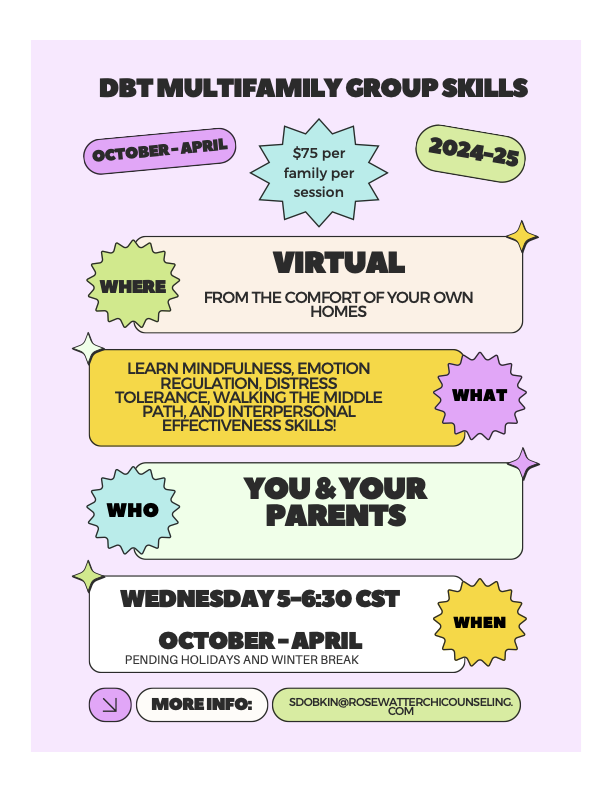 DBT MULTIFAMILY GROUP SKILLS
OCTOBER - APRIL
$75 per
family per
session
2024-25
WHERE
VIRTUAL
FROM THE COMFORT OF YOUR OWN
HOMES
LEARN MINDFULNESS, EMOTION
REGULATION, DISTRESS
TOLERANCE, WALKING THE MIDDLE
PATH, AND INTERPERSONAL
EFFECTIVENESS SKILLS!
WHAT
WHO
YOU & YOUR
PARENTS
WEDNESDAY 5-6:30 CST
OCTOBER - APRIL
PENDING HOLIDAYS AND WINTER BREAK
WHEN
MORE INFO:
SDOBKIN@ROSEWATTERCHICOUNSELING.
COM